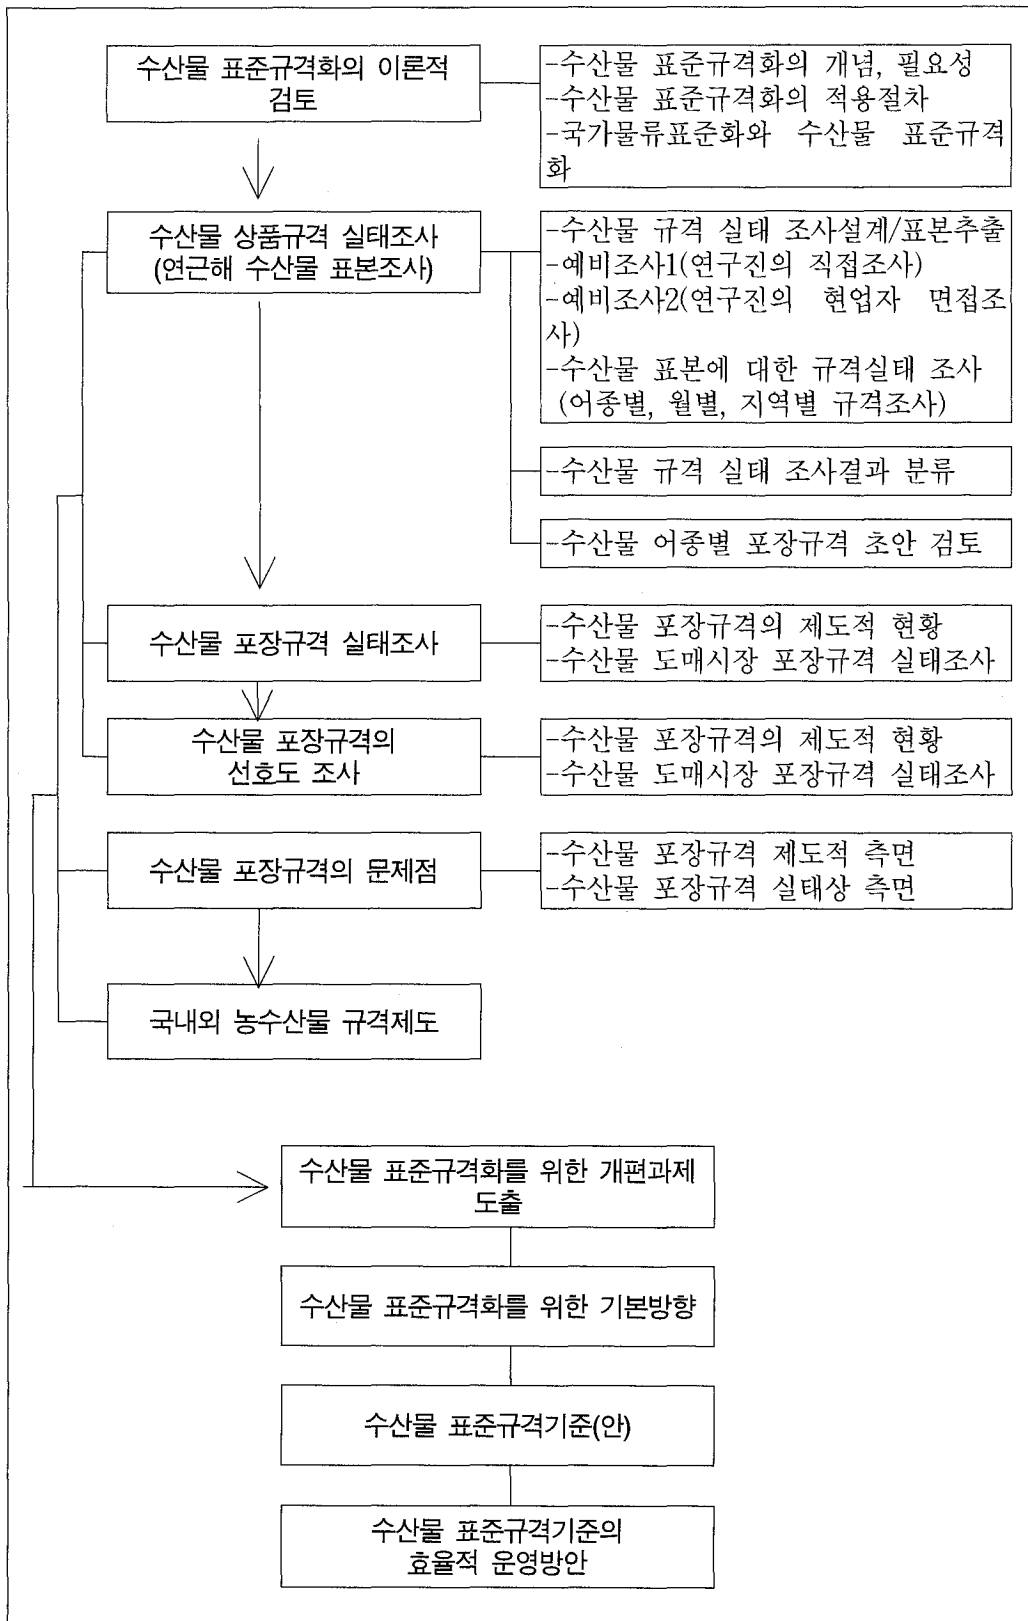 수산물 표준규격화의 이론적
검토
-수산물 표준규격화의 개념, 필요성
-수산물 표준규격화의 적용절차
-국가물류표준화와 수산물 표준규격
화
수산물 상품규격 실태조사
(연근해 수산물 표본조사)
-수산물 규격 실태 조사설계/표본추출
-예비조사1(연구진의 직접조사)
-예비조사2(연구진의 현업자 면접조
사)
-수산물 표본에 대한 규격실태 조사
(어종별, 월별, 지역별 규격조사)
-수산물 규격 실태 조사결과 분류
-수산물 어종별 포장규격 초안 검토
수산물 포장규격 실태조사
-수산물 포장규격의 제도적 현황
-수산물 도매시장 포장규격 실태조사
수산물 포장규격의
선호도 조사
-수산물 포장규격의 제도적 현황
-수산물 도매시장 포장규격 실태조사
수산물 포장규격의 문제점
-수산물 포장규격 제도적 측면
-수산물 포장규격 실태상 측면
국내외 농수산물 규격제도
수산물 표준규격화를 위한 개편과제
도출
수산물 표준규격화를 위한 기본방향
수산물 표준규격기준(안)
수산물 표준규격기준의
효율적 운영방안